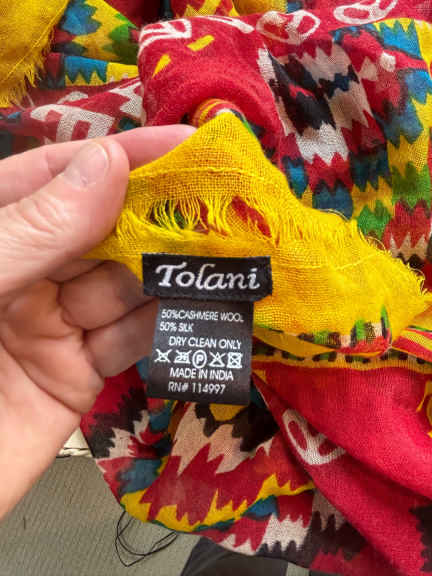 Tolani
50%CASHMERE WOOL
50% SILK
DRY CLEAN ONLY
P
MADE IN INDIA
RN# 114997